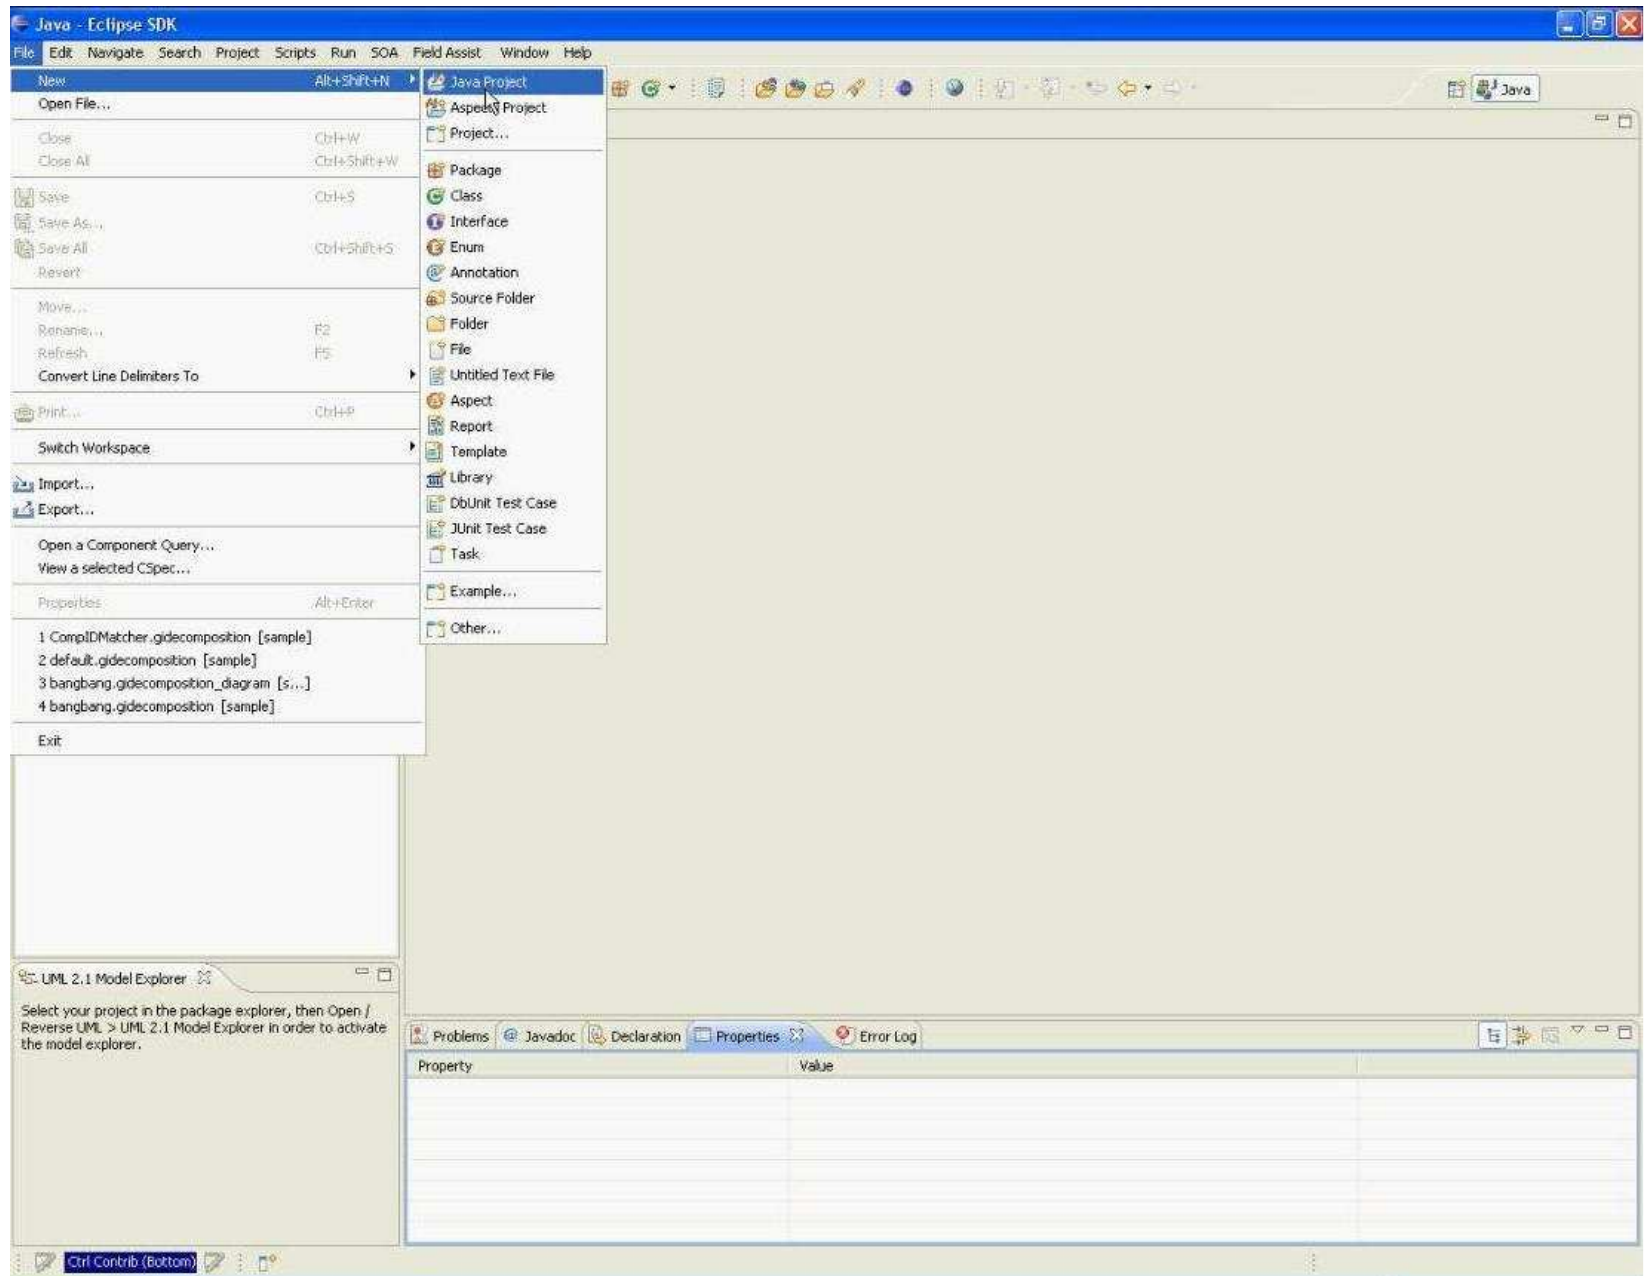 Java - Eclipse SDK
File Edit Navigate Search Project Scripts Run SOA Field Assist Window Help
New Alt+Shift+N
Open File...
Close Ctrl+W
Close All Ctrl+Shift+W
Save Ctrl+S
Save As...
Save All Ctrl+Shift+S
Revert
Move...
Rename... F2
Refresh F5
Convert Line Delimiters To
Print... Ctrl+P
Switch Workspace
Import...
Export...
Open a Component Query...
View a selected CSpec...
Properties Alt+Enter
1 CompIDMatcher.gidecomposition [sample]
2 default.gidecomposition [sample]
3 bangbang.gidecomposition_diagram [s...]
4 bangbang.gidecomposition [sample]
Exit
Java Project
AspectJ Project
Project...
Package
Class
Interface
Enum
Annotation
Source Folder
Folder
File
Untitled Text File
Aspect
Report
Template
Library
DbUnit Test Case
JUnit Test Case
Task
Example...
Other...
Java
UML 2.1 Model Explorer
Select your project in the package explorer, then Open /
Reverse UML > UML 2.1 Model Explorer in order to activate
the model explorer.
Problems @ Javadoc Declaration Properties Error Log
Property Value
Ctrl Contrib (Bottom)